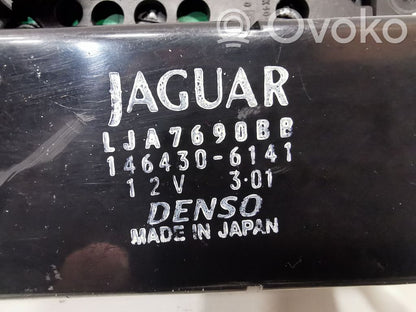 Ovoko
JAGUAR
LJA7690BB
146430-6141
12V 3·01
DENSO
MADE IN JAPAN